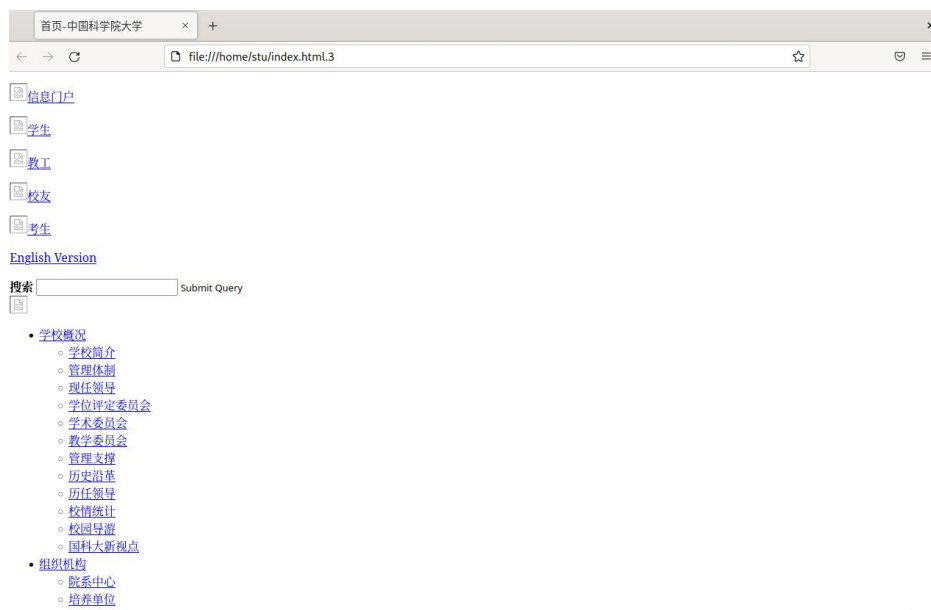 首页-中国科学院大学
file:///home/stu/index.html.3
信息门户
学生
教工
校友
考生
English Version
搜索 Submit Query
学校概况
学校简介
管理体制
现任领导
学位评定委员会
学术委员会
教学委员会
管理支撑
历史沿革
历任领导
校情统计
校园导游
国科大新视点
组织机构
院系中心
培养单位